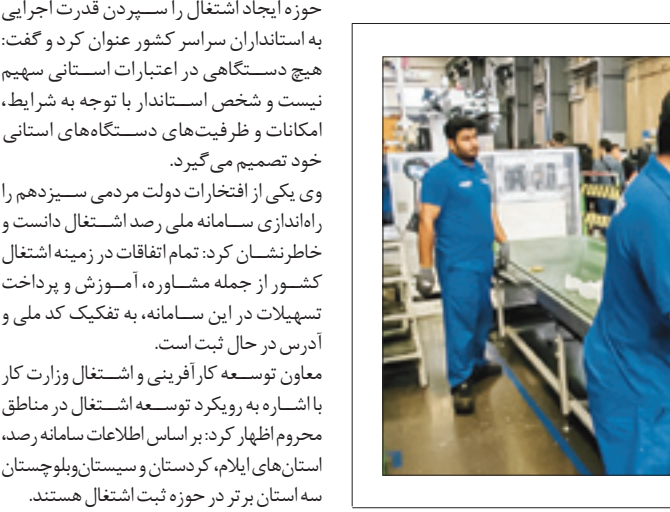 حوزه ایجاد اشتغال را سپردن قدرت اجرایی
به استانداران سراسر کشور عنوان کرد و گفت:
هیچ دستگاهی در اعتبارات استانی سهیم
نیست و شخص استاندار با توجه به شرایط،
امکانات و ظرفیت‌های دستگاه‌های استانی
خود تصمیم می‌گیرد.
وی یکی از افتخارات دولت مردمی سیزدهم را
راه‌اندازی سامانه ملی رصد اشتغال دانست و
خاطرنشان کرد: تمام اتفاقات در زمینه اشتغال
کشور از جمله مشاوره، آموزش و پرداخت
تسهیلات در این سامانه، به تفکیک کد ملی و
آدرس در حال ثبت است.
معاون توسعه کارآفرینی و اشتغال وزارت کار
با اشاره به رویکرد توسعه اشتغال در مناطق
محروم اظهار کرد: بر اساس اطلاعات سامانه رصد،
استان‌های ایلام، کردستان و سیستان‌وبلوچستان
سه استان برتر در حوزه ثبت اشتغال هستند.